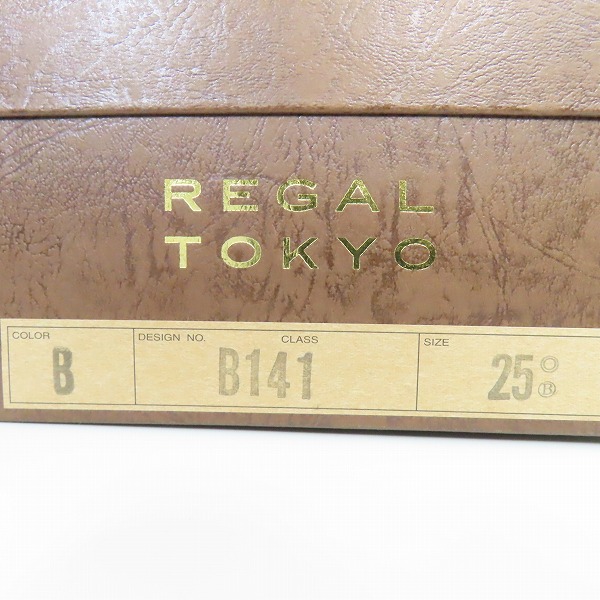 REGAL
TOKYO
COLOR DESIGN NO. CLASS SIZE
B B141 25 ○ Ⓑ